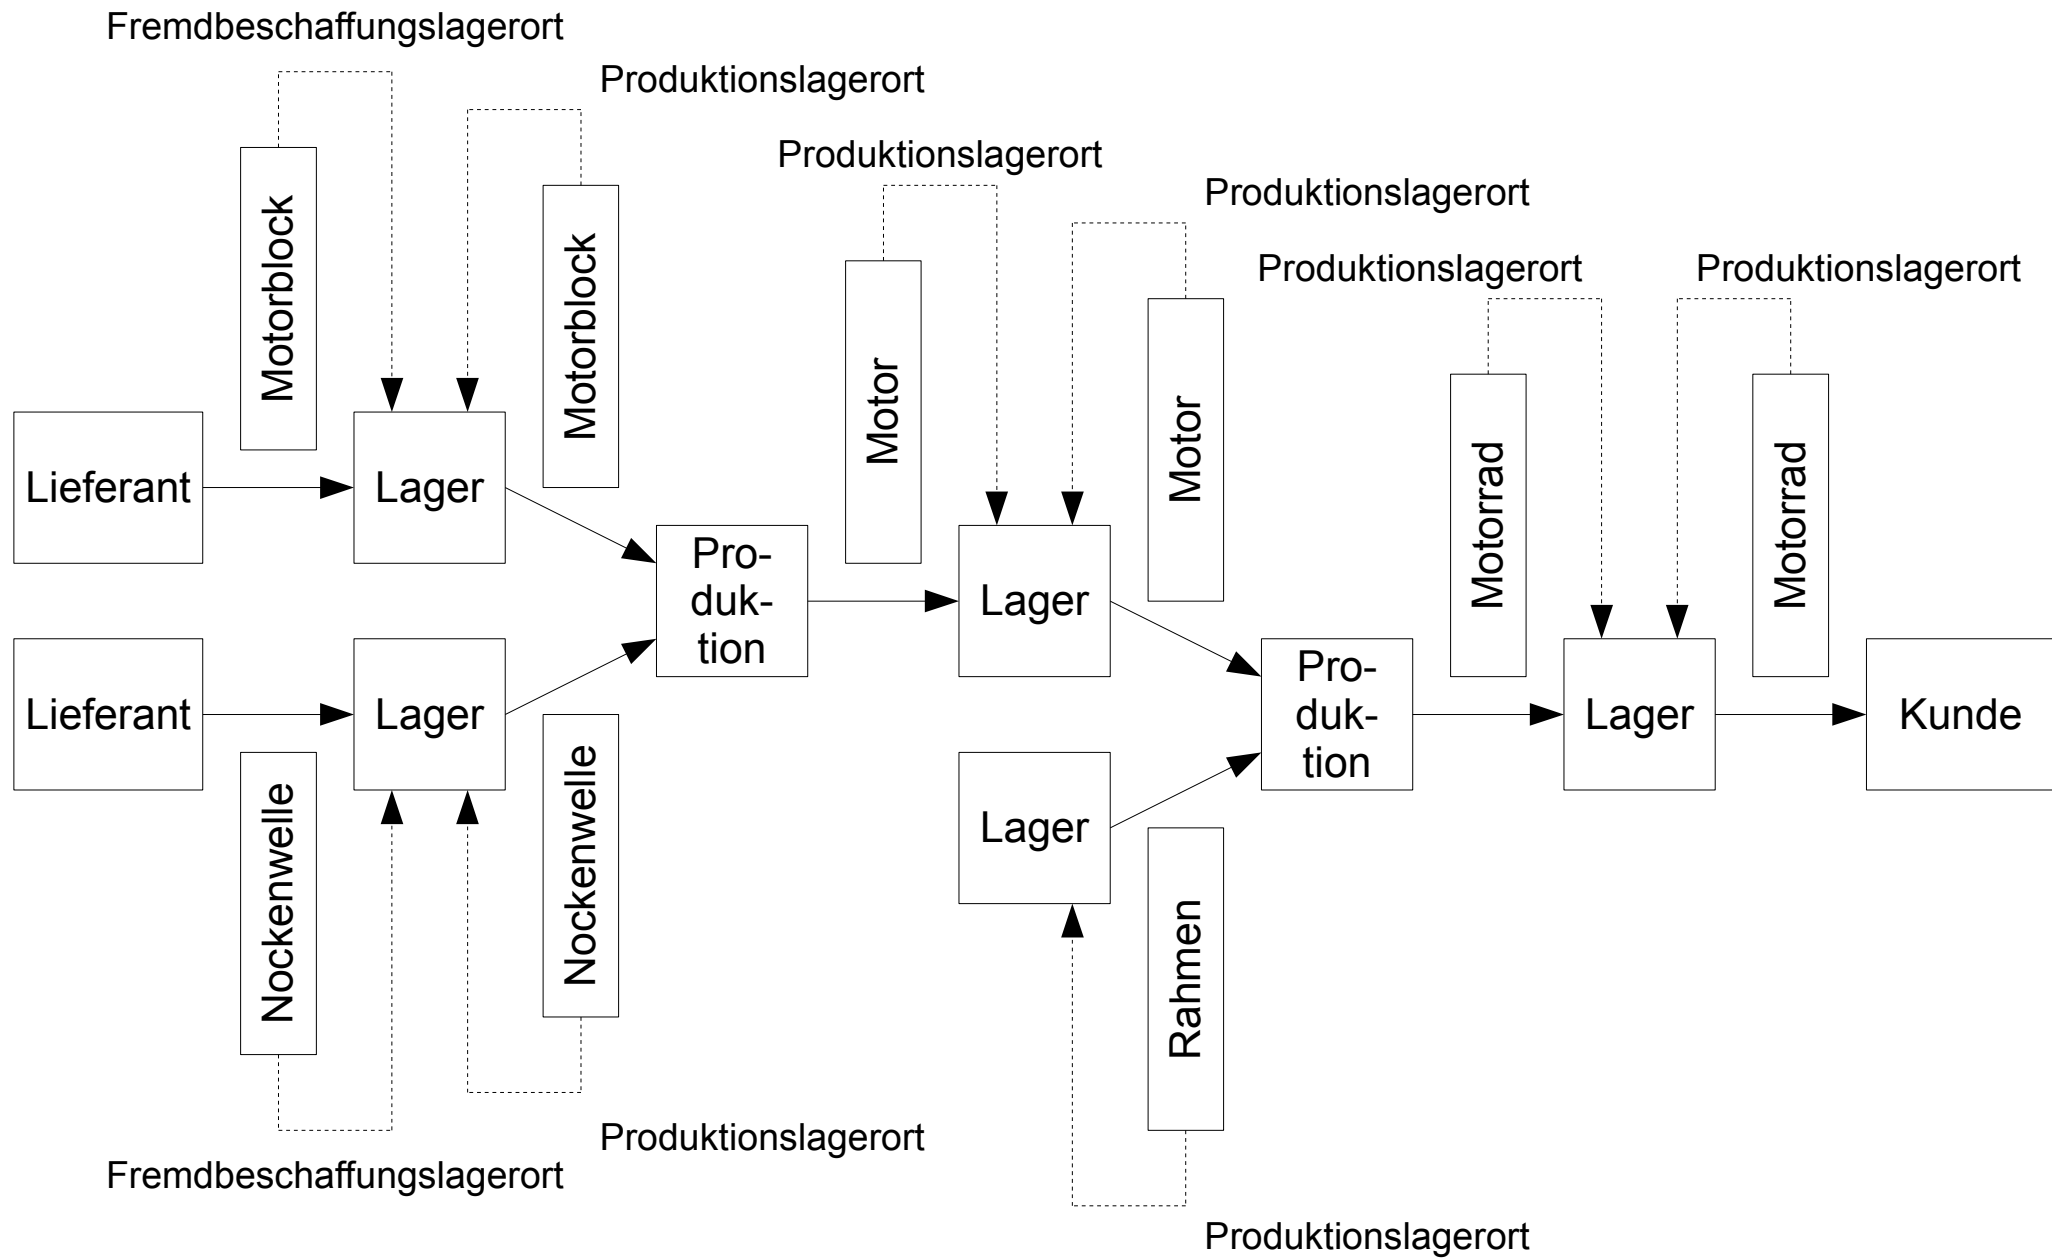 Fremdbeschaffungslagerort
Produktionslagerort
Produktionslagerort
Produktionslagerort
Produktionslagerort
Produktionslagerort
Motorblock
Motorblock
Motor
Motor
Motorrad
Motorrad
Lieferant
Lager
Pro-
duk-
tion
Lager
Lieferant
Lager
Pro-
duk-
tion
Lager
Kunde
Lager
Nockenwelle
Nockenwelle
Rahmen
Produktionslagerort
Fremdbeschaffungslagerort
Produktionslagerort